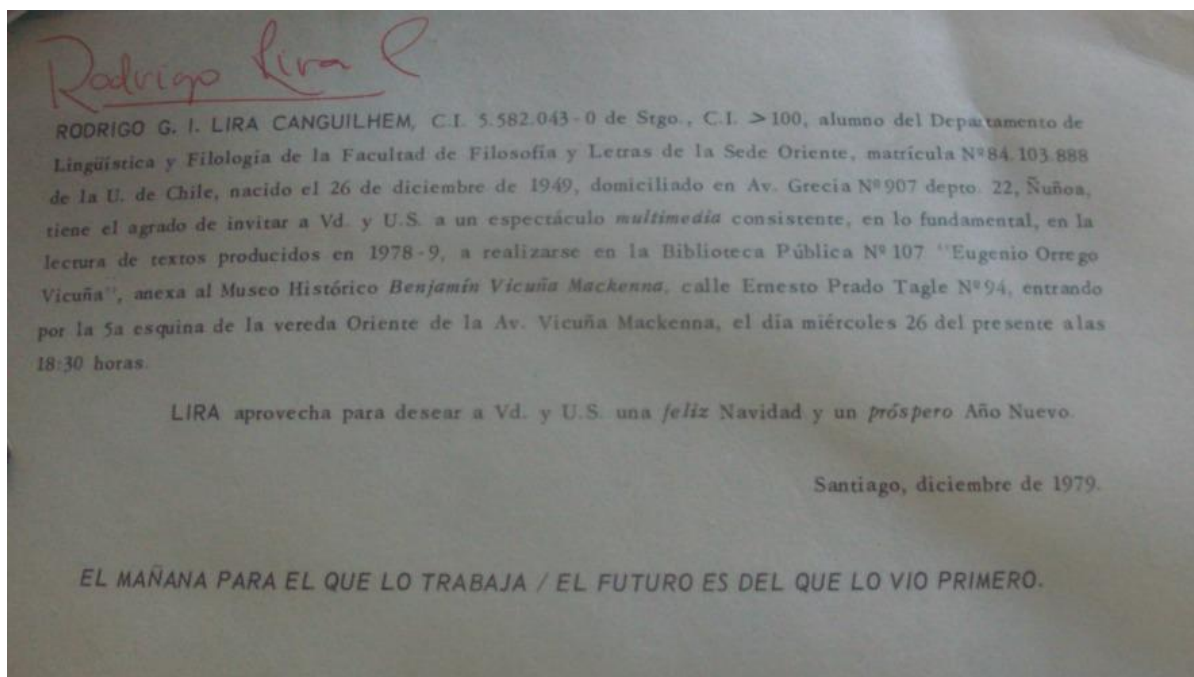 Rodrigo Lira C
RODRIGO G. I. LIRA CANGUILHEM, C.I. 5.582.043-0 de Stgo., C.I. >100, alumno del Departamento de
Lingüística y Filología de la Facultad de Filosofía y Letras de la Sede Oriente, matrícula Nº84.103.888
de la U. de Chile, nacido el 26 de diciembre de 1949, domiciliado en Av. Grecia Nº907 depto. 22, Ñuñoa,
tiene el agrado de invitar a Vd. y U.S. a un espectáculo multimedia consistente, en lo fundamental, en la
lectura de textos producidos en 1978-9, a realizarse en la Biblioteca Pública Nº 107 "Eugenio Orrego
Vicuña", anexa al Museo Histórico Benjamín Vicuña Mackenna, calle Ernesto Prado Tagle Nº94, entrando
por la 5a esquina de la vereda Oriente de la Av. Vicuña Mackenna, el día miércoles 26 del presente alas
18:30 horas.
LIRA aprovecha para desear a Vd. y U.S. una feliz Navidad y un próspero Año Nuevo.
Santiago, diciembre de 1979.
EL MAÑANA PARA EL QUE LO TRABAJA / EL FUTURO ES DEL QUE LO VIO PRIMERO.